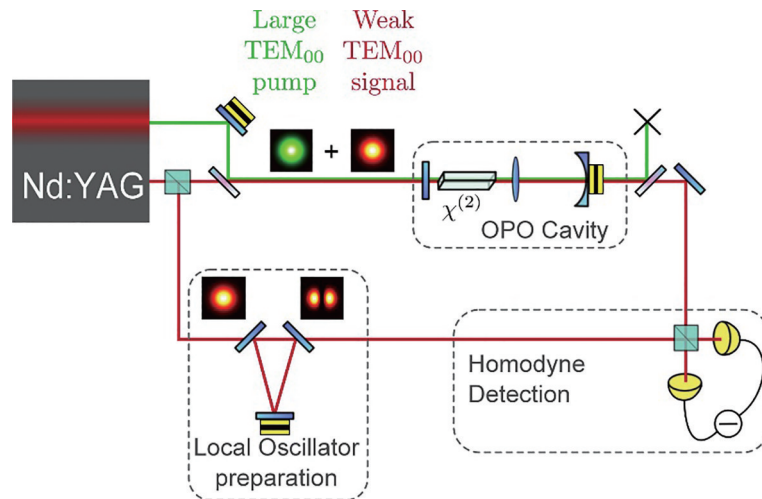 Large
TEM₀₀
pump
Weak
TEM₀₀
signal
Nd:YAG
+
χ⁽²⁾
OPO Cavity
Homodyne
Detection
Local Oscillator
preparation